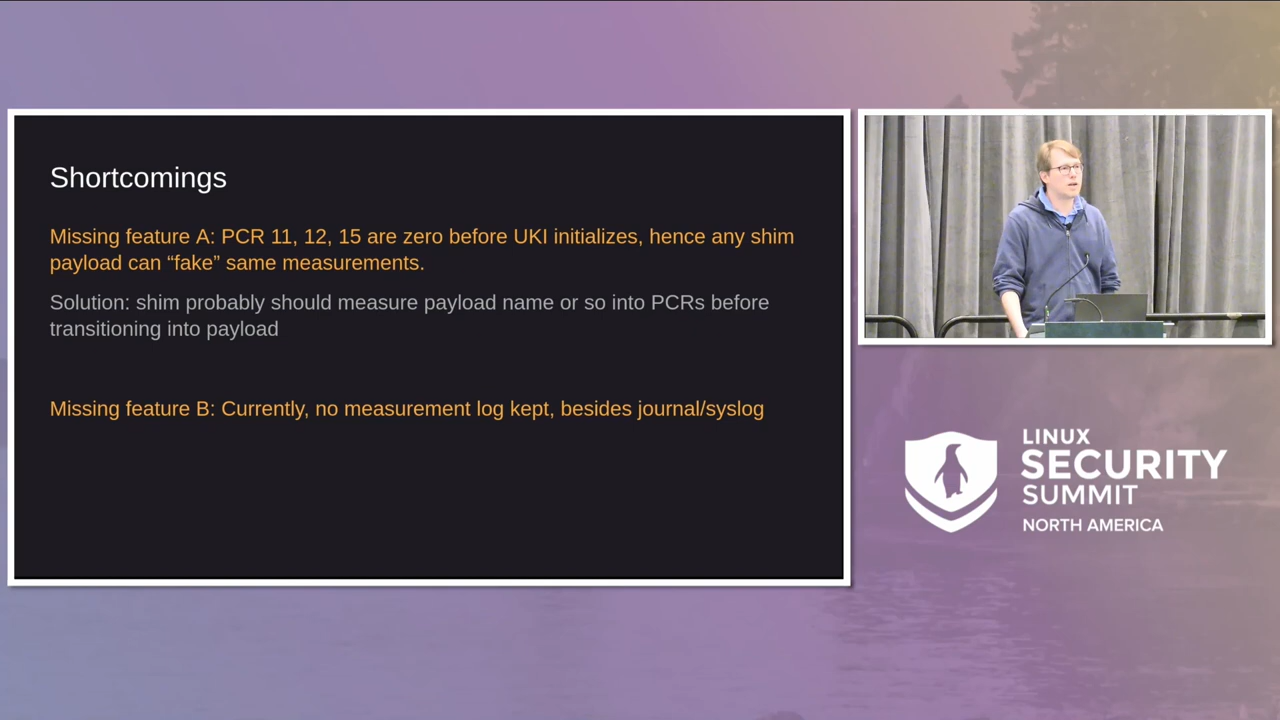 Shortcomings
Missing feature A: PCR 11, 12, 15 are zero before UKI initializes, hence any shim
payload can “fake” same measurements.
Solution: shim probably should measure payload name or so into PCRs before
transitioning into payload
Missing feature B: Currently, no measurement log kept, besides journal/syslog
LINUX
SECURITY
SUMMIT
NORTH AMERICA